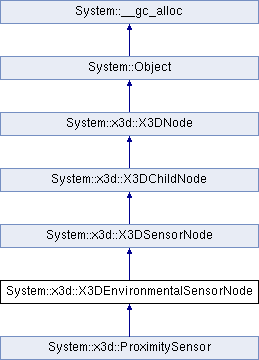 System::__gc_alloc
System::Object
System::x3d::X3DNode
System::x3d::X3DChildNode
System::x3d::X3DSensorNode
System::x3d::X3DEnvironmentalSensorNode
System::x3d::ProximitySensor